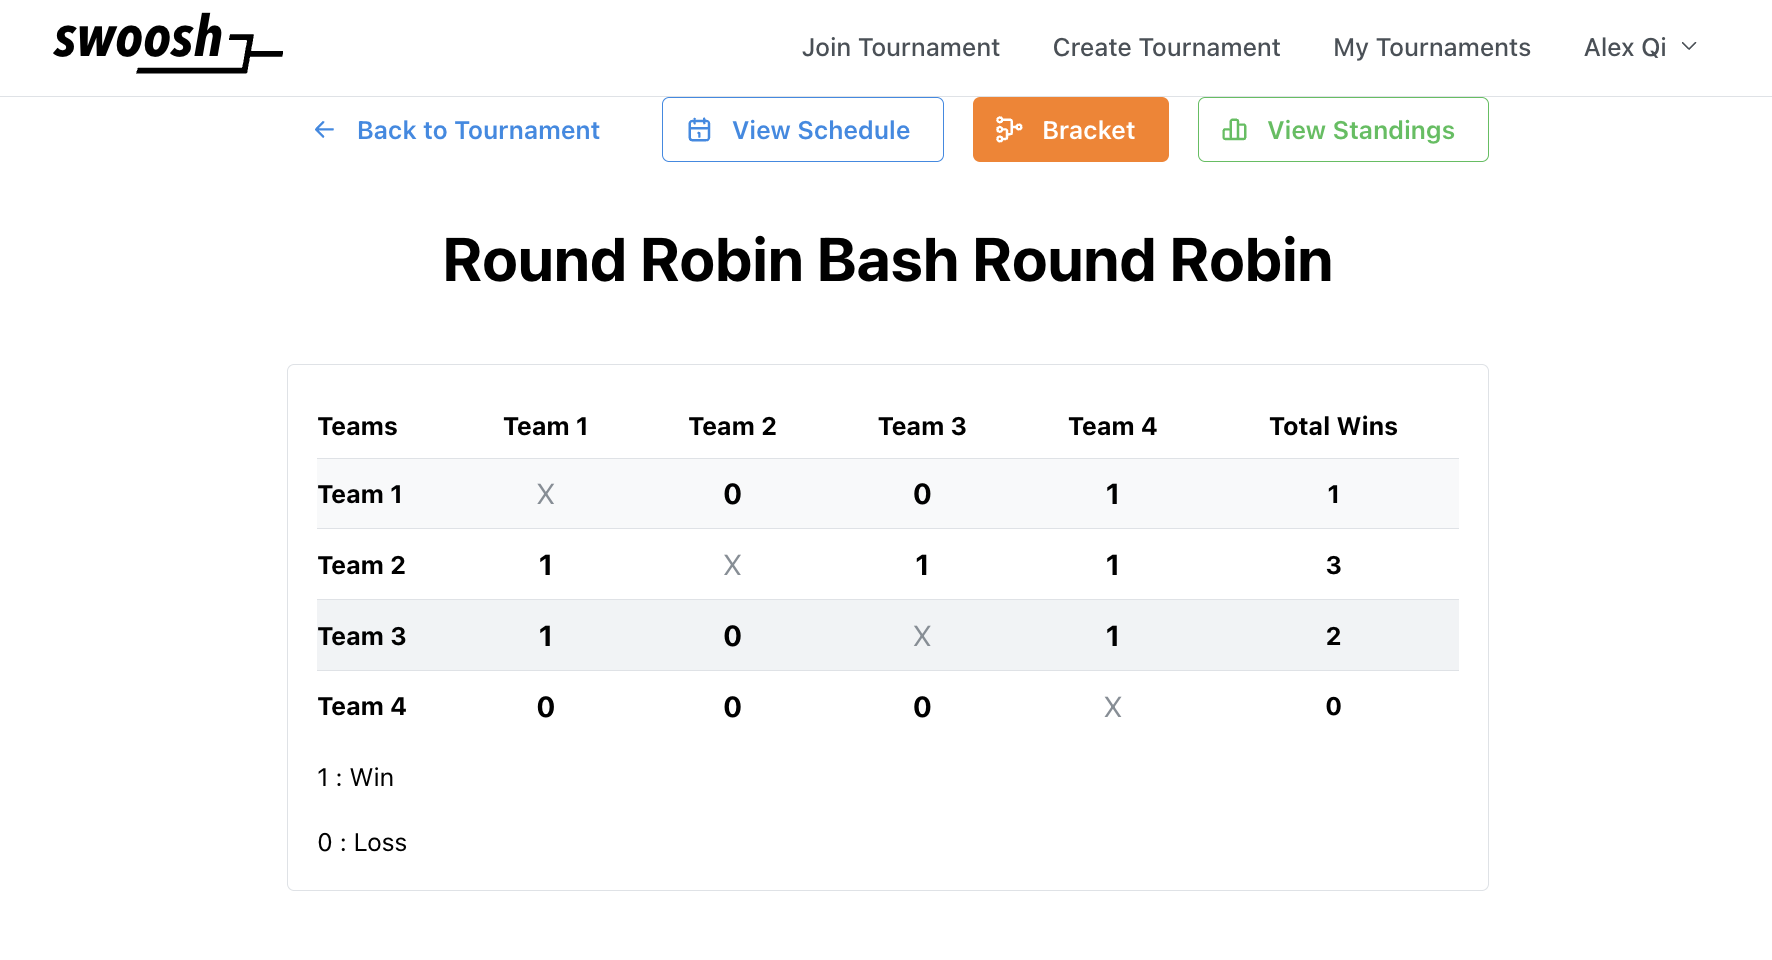 swoosh
Join Tournament Create Tournament My Tournaments Alex Qi
Back to Tournament View Schedule Bracket View Standings
Round Robin Bash Round Robin
Teams Team 1 Team 2 Team 3 Team 4 Total Wins
Team 1 X 0 0 1 1
Team 2 1 X 1 1 3
Team 3 1 0 X 1 2
Team 4 0 0 0 X 0
1 : Win
0 : Loss